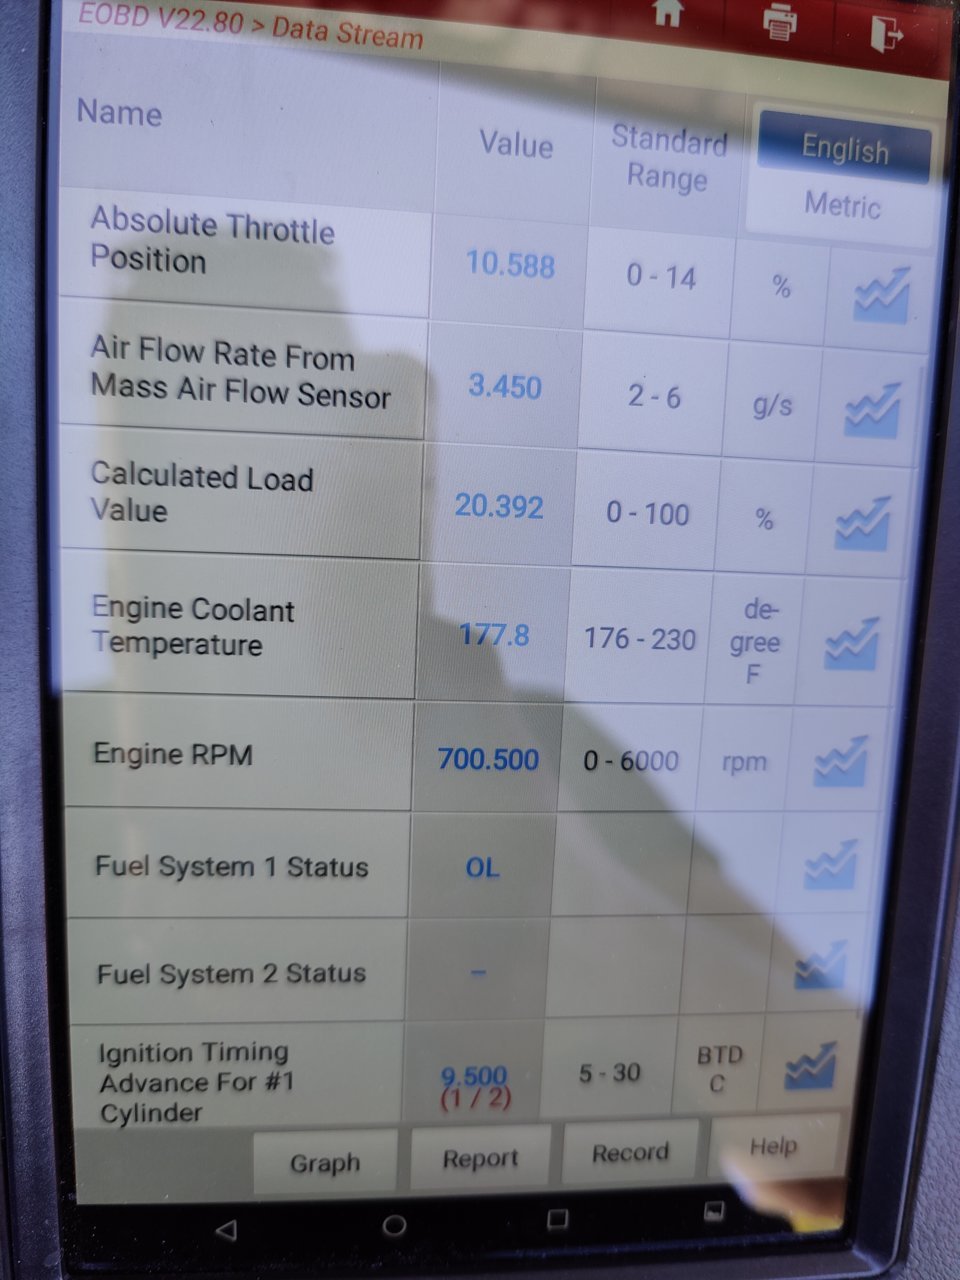 EOBD V22.80 > Data Stream
Name
Value
Standard
Range
English
Metric
Absolute Throttle
Position
10.588
0 - 14
%
Air Flow Rate From
Mass Air Flow Sensor
3.450
2 - 6
g/s
Calculated Load
Value
20.392
0 - 100
%
Engine Coolant
Temperature
177.8
176 - 230
de-
gree
F
Engine RPM
700.500
0 - 6000
rpm
Fuel System 1 Status
OL
Fuel System 2 Status
–
Ignition Timing
Advance For #1
Cylinder
9.500
(1 / 2)
5 - 30
BTD
C
Graph
Report
Record
Help